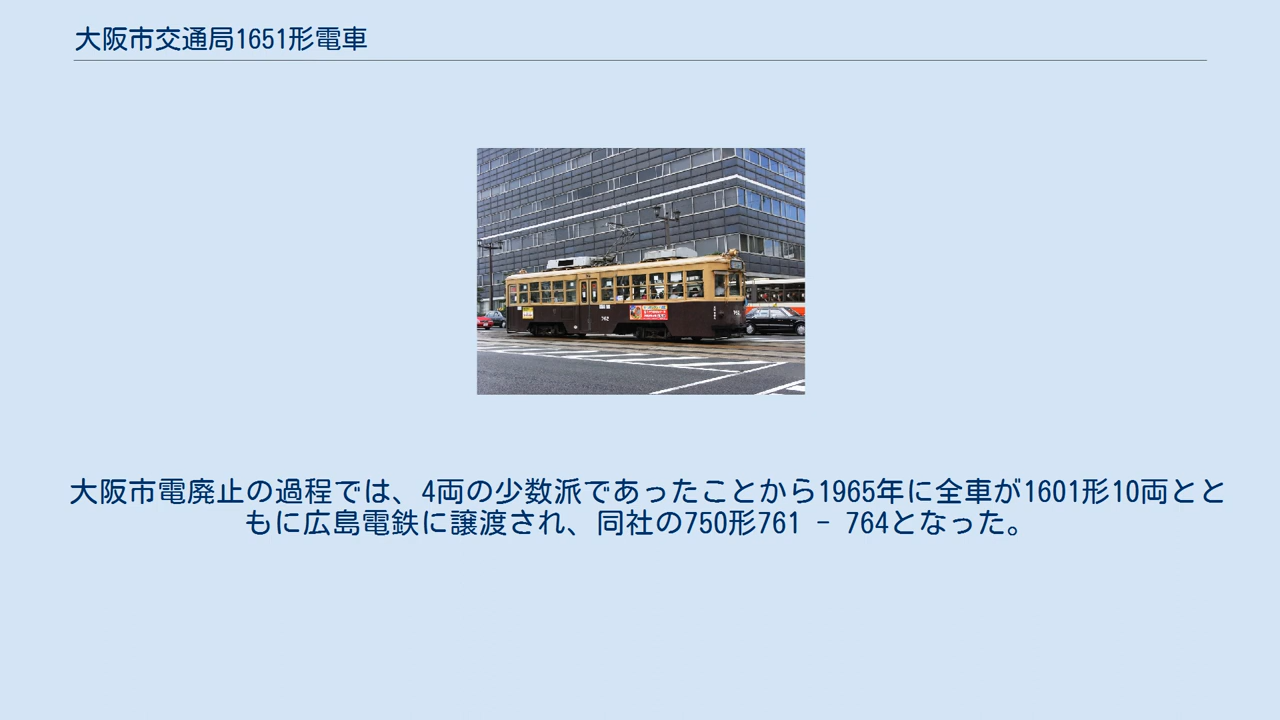 大阪市交通局1651形電車
762
大阪市電廃止の過程では、4両の少数派であったことから1965年に全車が1601形10両とと
もに広島電鉄に譲渡され、同社の750形761 - 764となった。